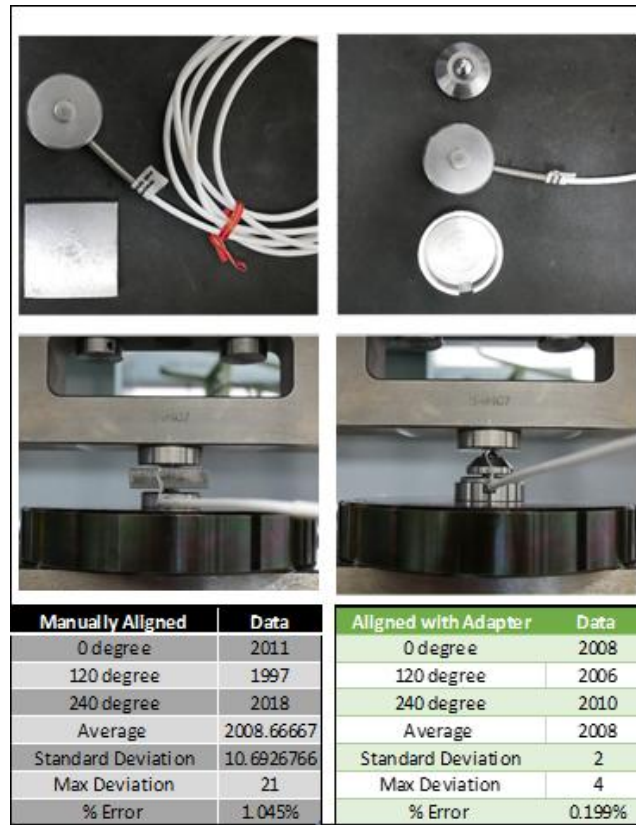 Manually Aligned Data
0 degree 2011
120 degree 1997
240 degree 2018
Average 2008.66667
Standard Deviation 10.6926766
Max Deviation 21
% Error 1.045%
Aligned with Adapter Data
0 degree 2008
120 degree 2006
240 degree 2010
Average 2008
Standard Deviation 2
Max Deviation 4
% Error 0.199%